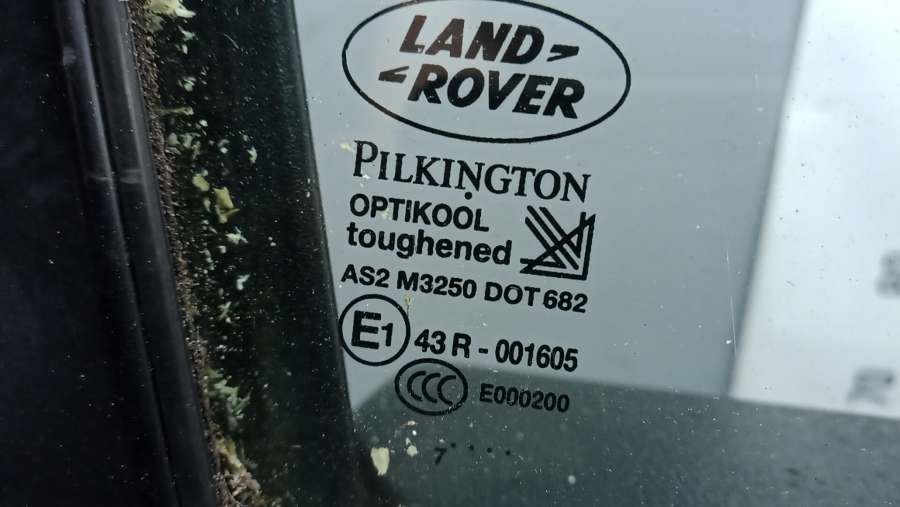 LAND
ROVER
PILKINGTON
OPTIKOOL
toughened
AS2 M3250 DOT 682
E1
43 R - 001605
CCC
E000200
7 ....